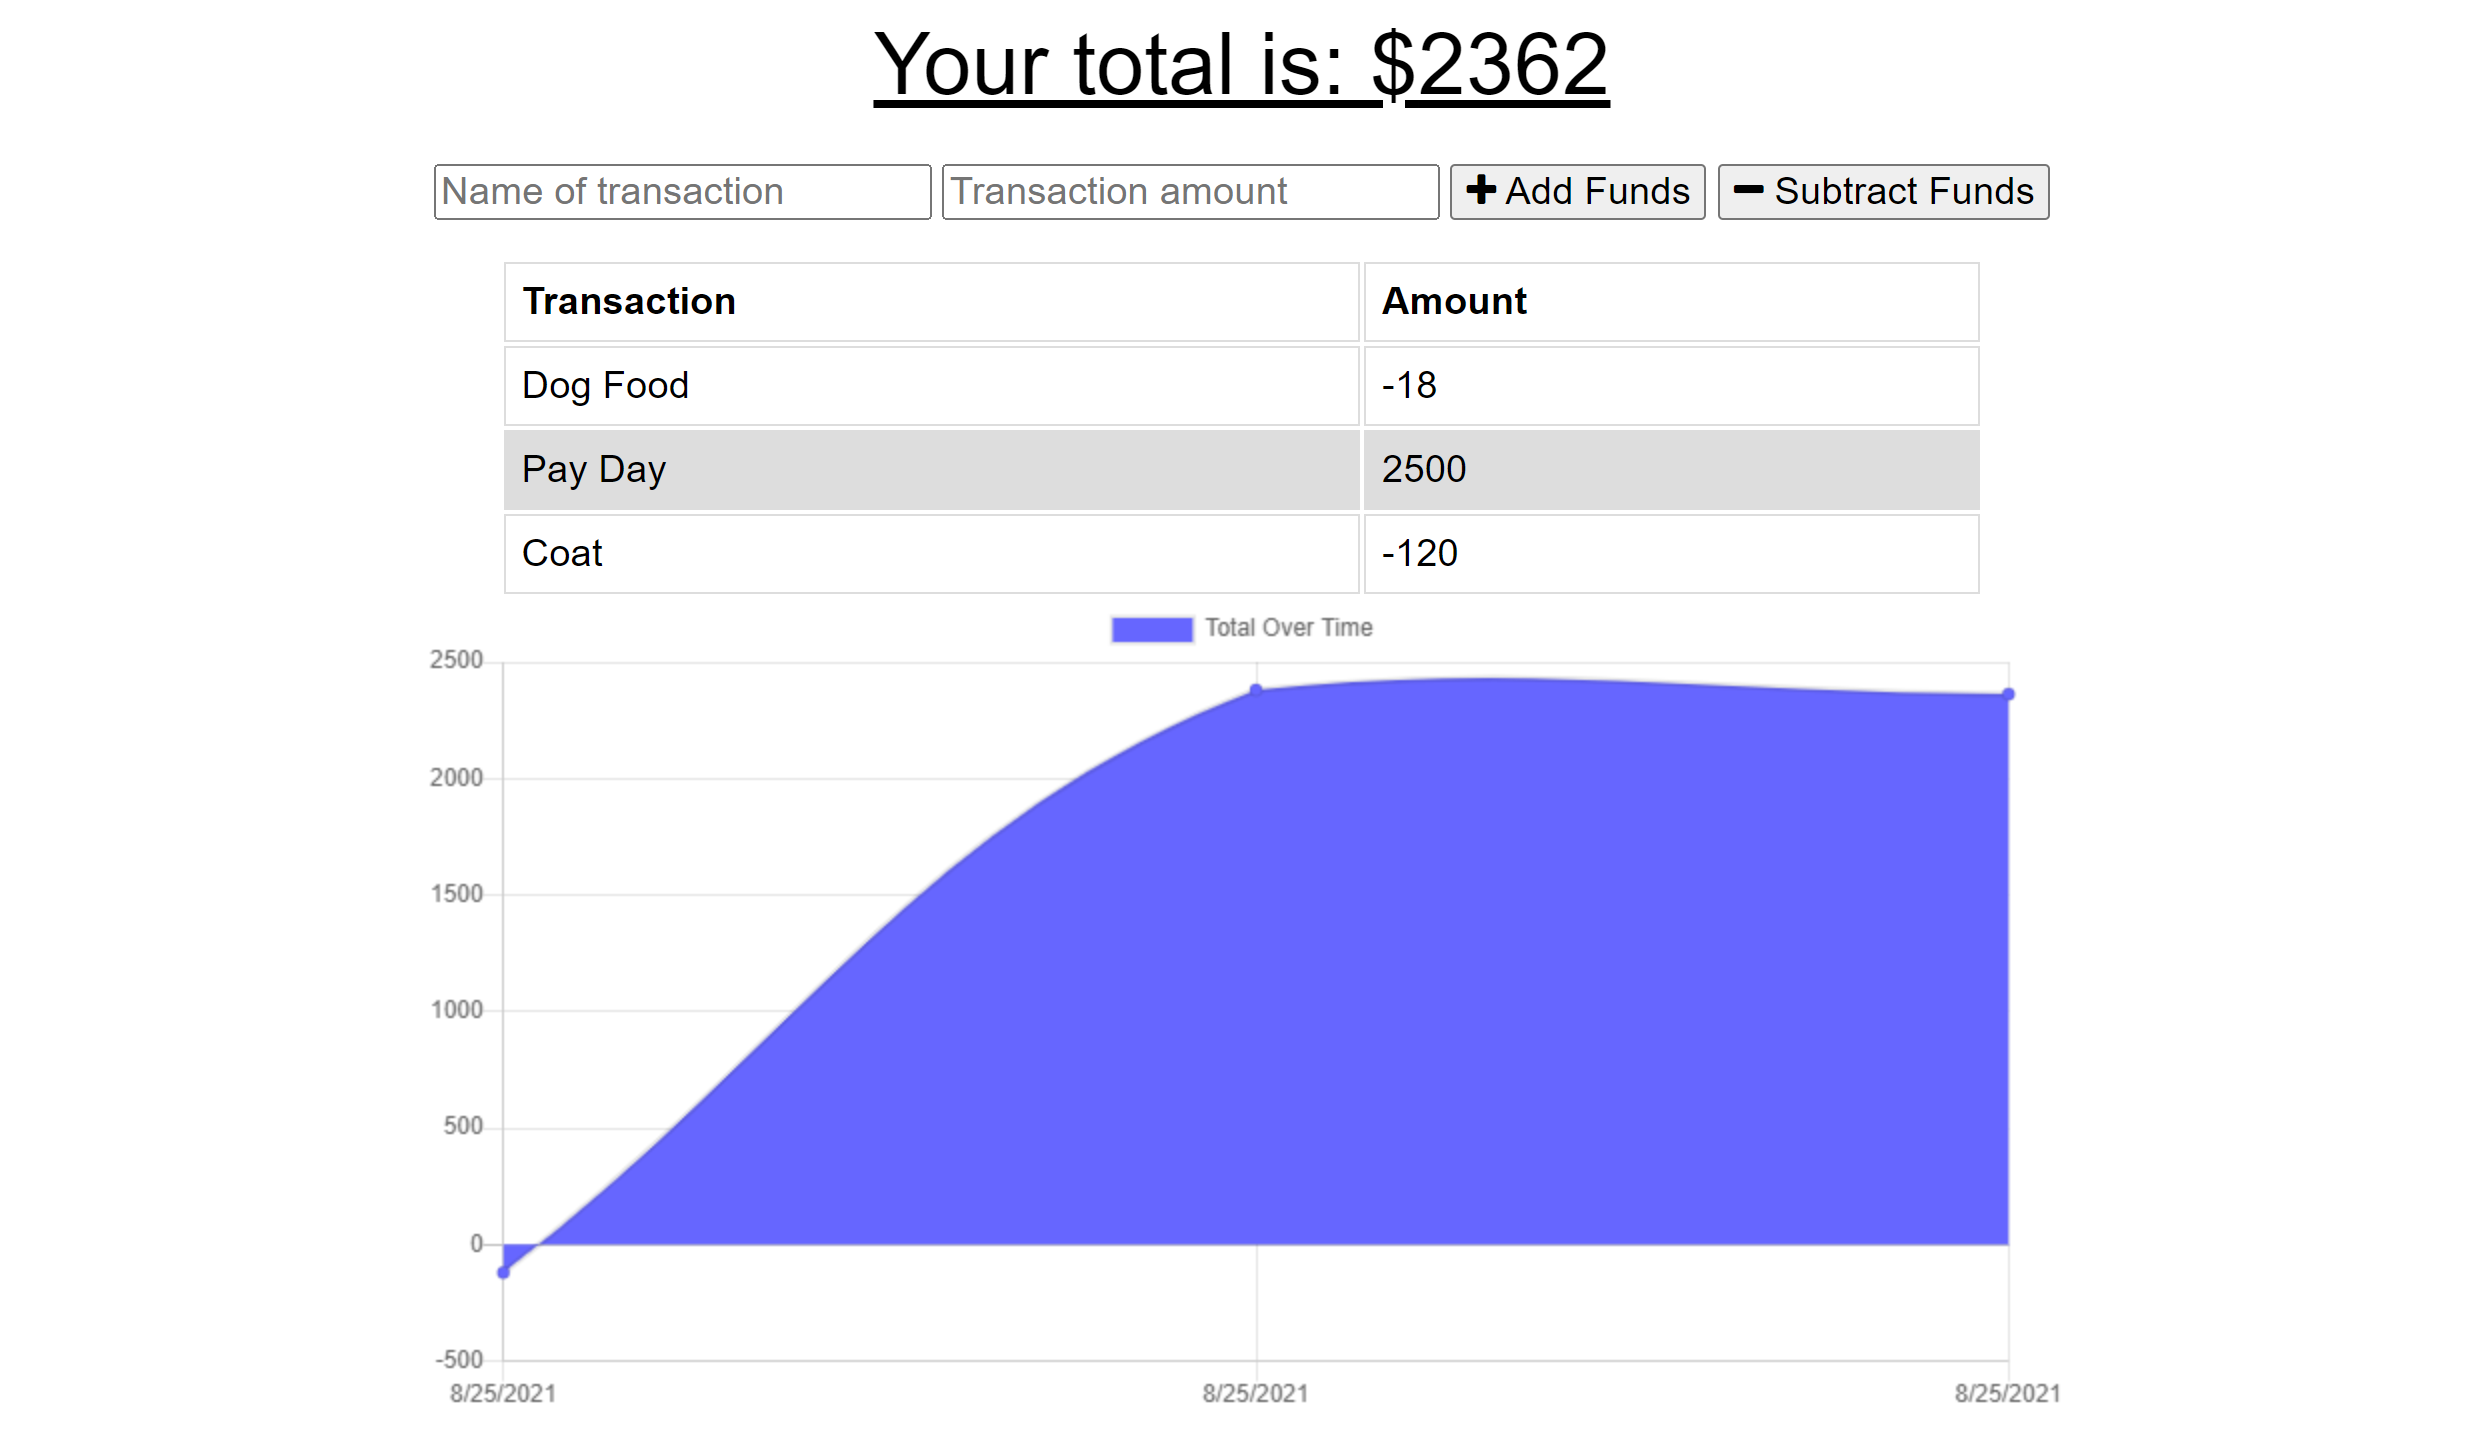 Your total is: $2362
Name of transaction Transaction amount Add Funds Subtract Funds
Transaction Amount
Dog Food -18
Pay Day 2500
Coat -120
Total Over Time
2500
2000
1500
1000
500
0
-500
8/25/2021 8/25/2021 8/25/2021